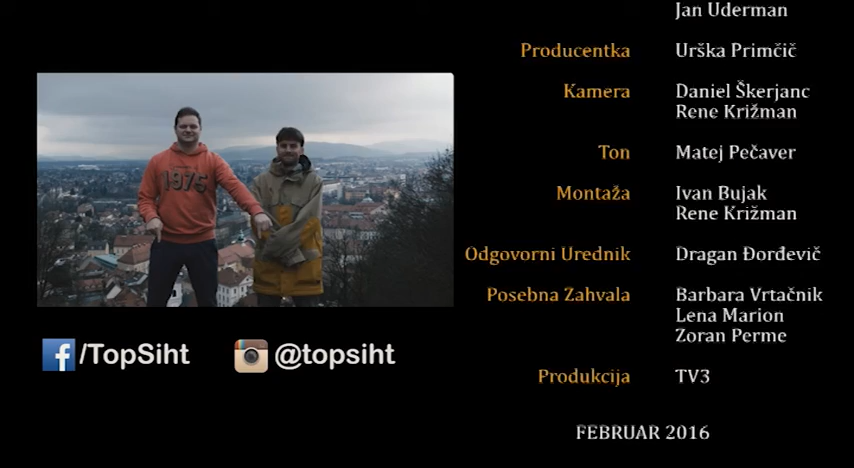 Jan Uderman
Producentka Urška Primčič
Kamera Daniel Škerjanc
Rene Križman
Ton Matej Pečaver
Montaža Ivan Bujak
Rene Križman
Odgovorni Urednik Dragan Đorđevič
Posebna Zahvala Barbara Vrtačnik
Lena Marion
Zoran Perme
Produkcija TV3
FEBRUAR 2016
1975
f/TopSiht
@topsiht